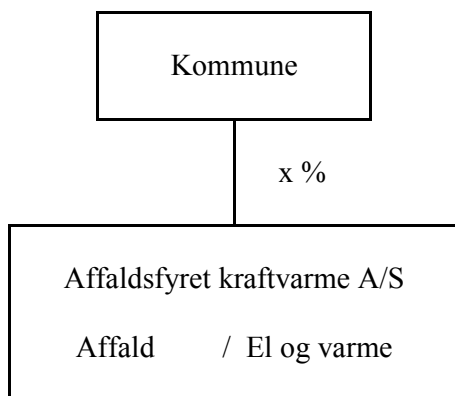 Kommune
x %
Affaldsfyret kraftvarme A/S
Affald / El og varme